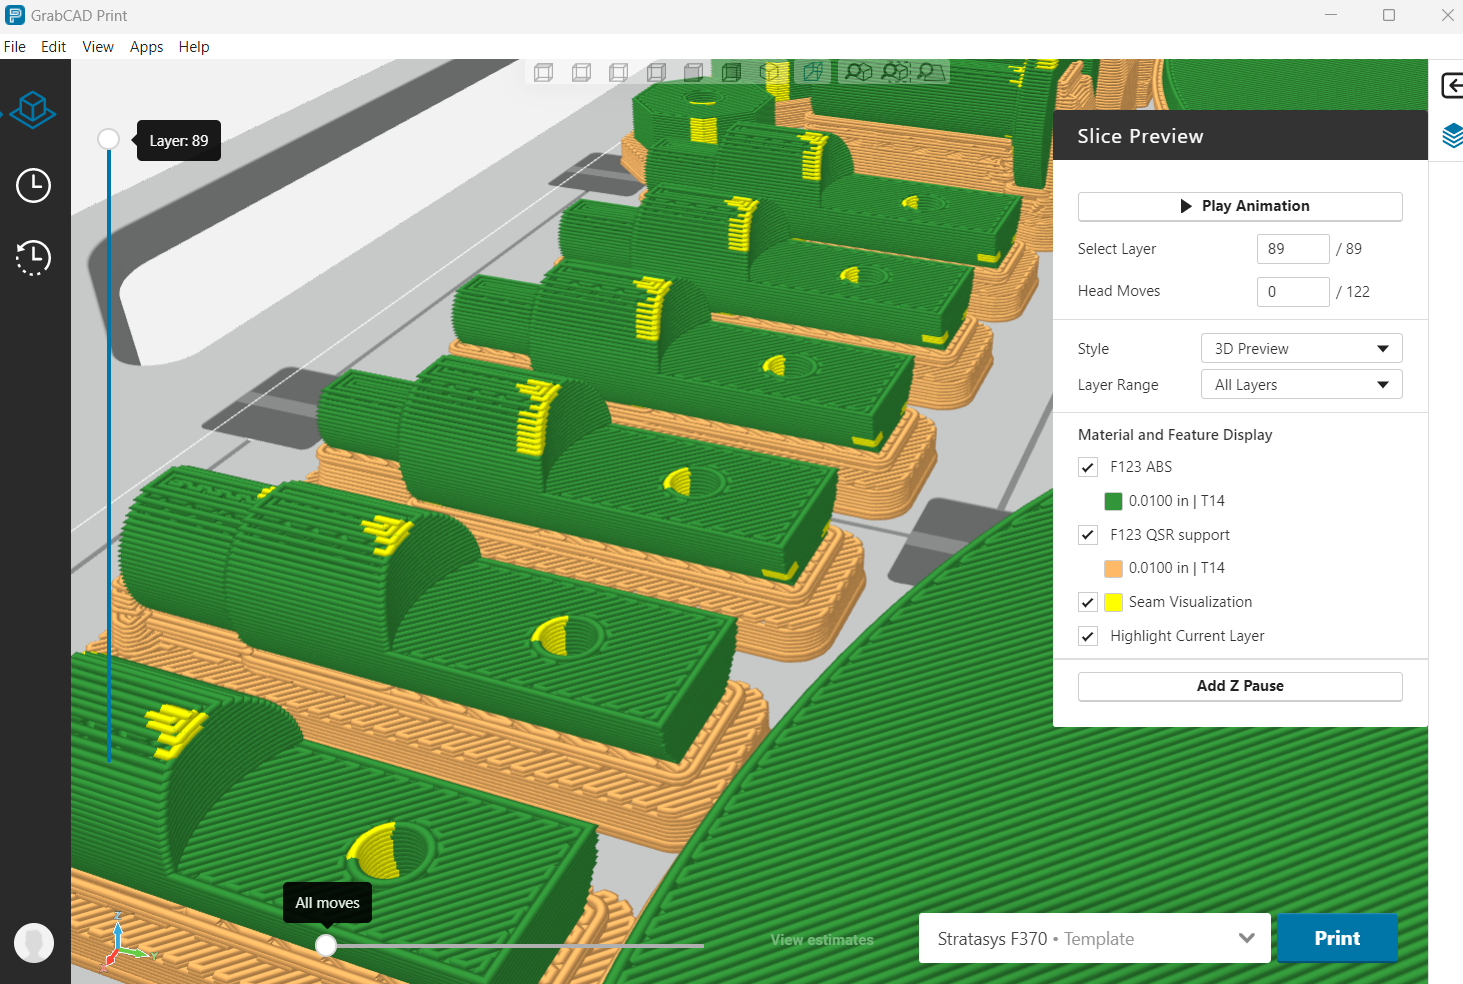 GrabCAD Print
File Edit View Apps Help
Layer: 89
Slice Preview
Play Animation
Select Layer 89 / 89
Head Moves 0 / 122
Style 3D Preview
Layer Range All Layers
Material and Feature Display
F123 ABS
0.0100 in | T14
F123 QSR support
0.0100 in | T14
Seam Visualization
Highlight Current Layer
Add Z Pause
All moves
View estimates
Stratasys F370 • Template
Print
Z
Y
X